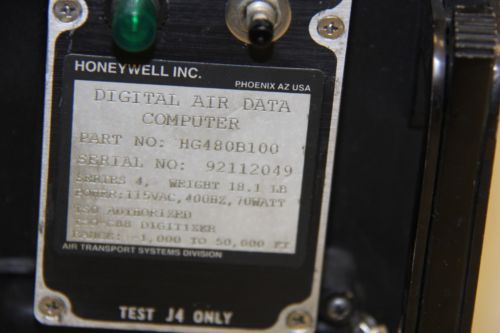 HONEYWELL INC.
PHOENIX AZ USA
DIGITAL AIR DATA
COMPUTER
PART NO: HG480B100
SERIAL NO: 92112049
SERIES 4, WEIGHT 18.1 LB
POWER: 115VAC, 400HZ, 70WATT
TSO AUTHORIZED
DIGITIZER
RANGE: -1,000 TO 50,000 FT
AIR TRANSPORT SYSTEMS DIVISION
TEST J4 ONLY